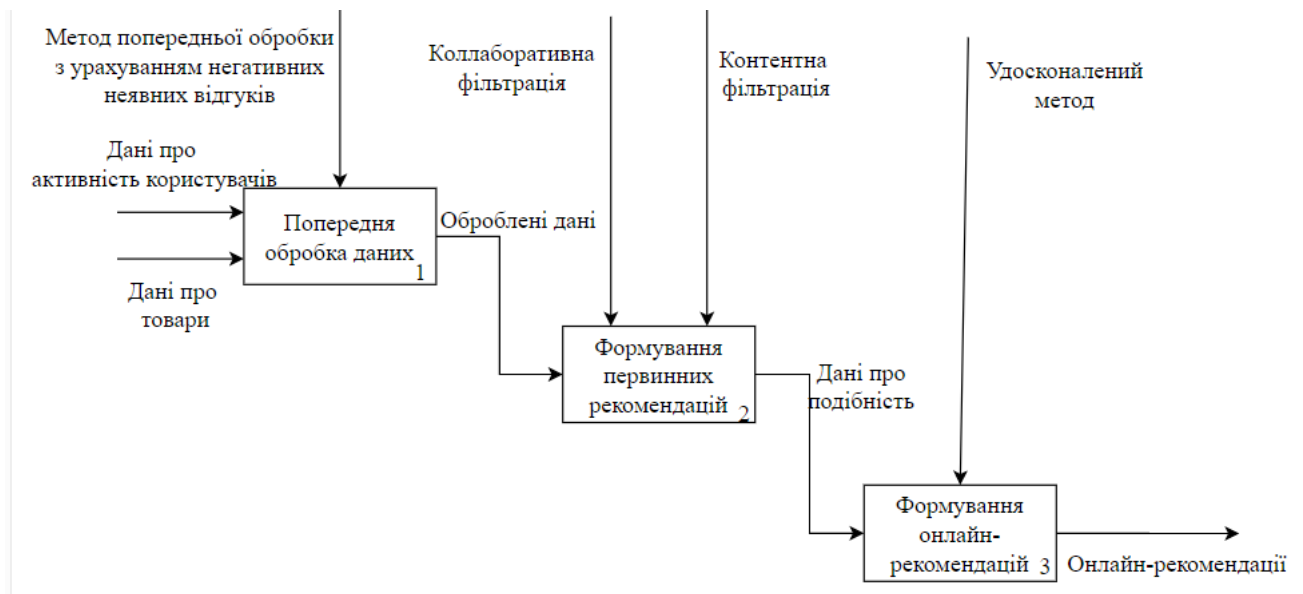 Метод попередньої обробки
з урахуванням негативних
неявних відгуків
Коллаборативна
фільтрація
Контентна
фільтрація
Удосконалений
метод
Дані про
активність користувачів
Попередня
обробка даних
1
Оброблені дані
Дані про
товари
Формування
первинних
рекомендацій
2
Дані про
подібність
Формування
онлайн-
рекомендацій
3
Онлайн-рекомендації